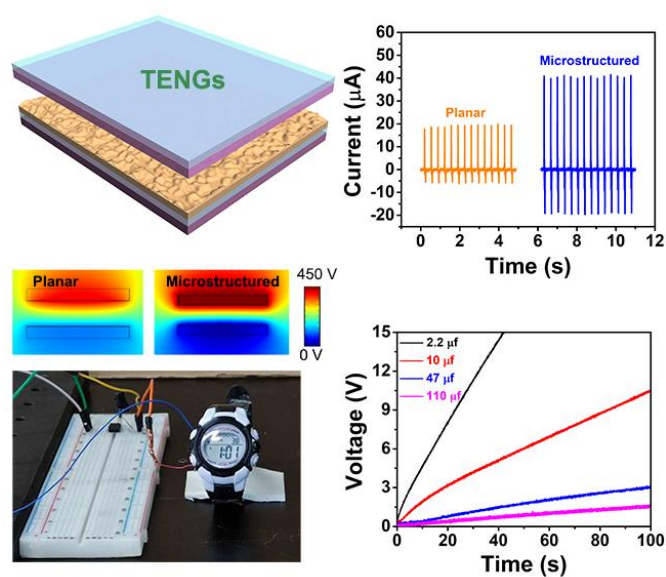 TENGs
Current (μA)
60
50
40
30
20
10
0
-10
-20
Planar
Microstructured
0 2 4 6 8 10 12
Time (s)
Planar
Microstructured
450 V
0 V
1:01
Voltage (V)
15
12
9
6
3
0
2.2 μf
10 μf
47 μf
110 μf
0 20 40 60 80 100
Time (s)